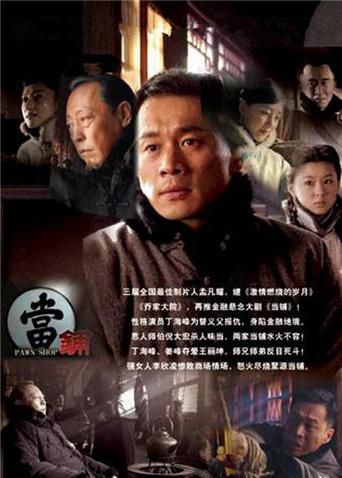 三届全国最佳制片人孟凡耀，继《激情燃烧的岁月》
《乔家大院》，再推金融悬念大剧《当铺》！
性格演员丁海峰为替义父报仇，身陷金融绝境，
恩人师伯倪太宏杀人味当，两家当铺水火不容！
丁海峰、姜峰夺爱王丽坤，师兄师弟反目死斗！
强女人李欣凌惨败商场情场，怒火尽烧聚源当铺！
當鋪
PAWN SHOP